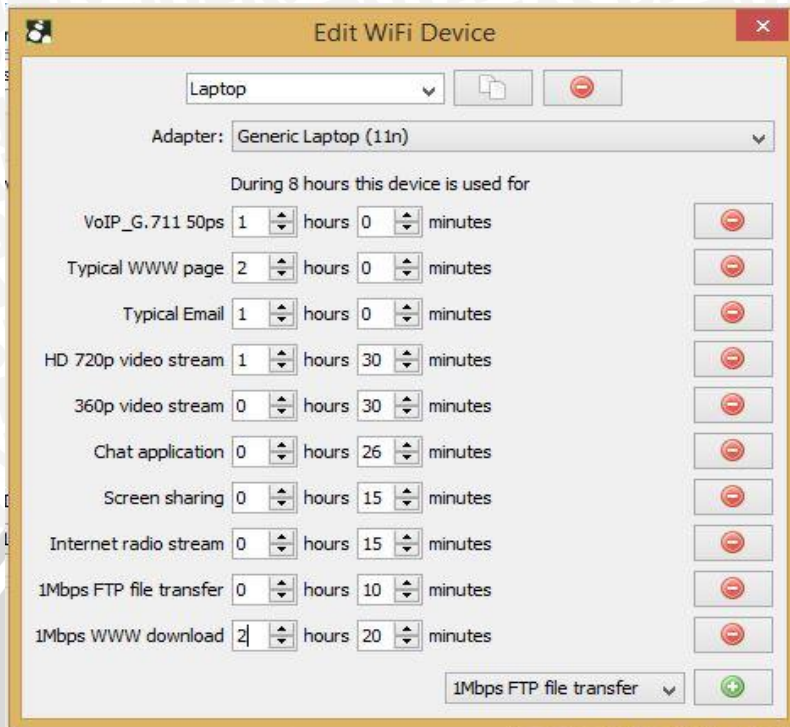 Edit WiFi Device
Laptop
Adapter: Generic Laptop (11n)
During 8 hours this device is used for
VoIP_G.711 50ps 1 hours 0 minutes
Typical WWW page 2 hours 0 minutes
Typical Email 1 hours 0 minutes
HD 720p video stream 1 hours 30 minutes
360p video stream 0 hours 30 minutes
Chat application 0 hours 26 minutes
Screen sharing 0 hours 15 minutes
Internet radio stream 0 hours 15 minutes
1Mbps FTP file transfer 0 hours 10 minutes
1Mbps WWW download 2 hours 20 minutes
1Mbps FTP file transfer